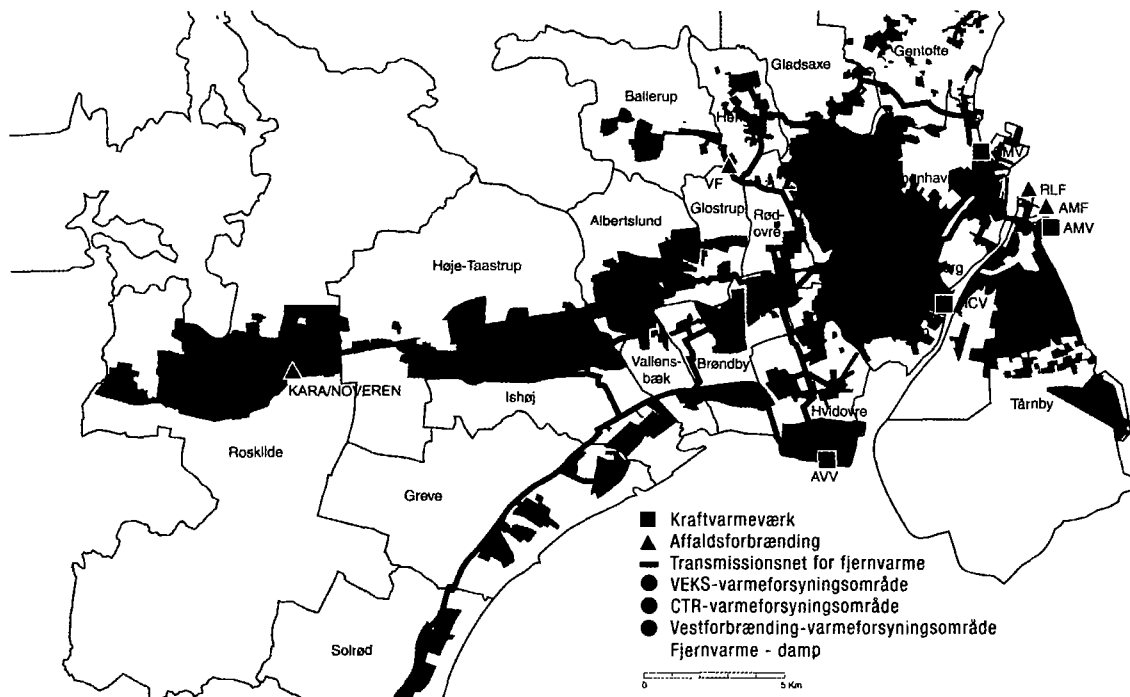 Gentofte
Gladsaxe
Ballerup
VF
RLF
AMF
AMV
Glostrup
Albertslund
Rød-
ovre
Høje-Taastrup
Vallens-
bæk
Brøndby
KARA/NOVEREN
Ishøj
Hvidovre
Tårnby
Roskilde
AVV
Greve
Solrød
Kraftvarmeværk
Affaldsforbrænding
Transmissionsnet for fjernvarme
VEKS-varmeforsyningsområde
CTR-varmeforsyningsområde
Vestforbrænding-varmeforsyningsområde
Fjernvarme - damp
0 5 Km